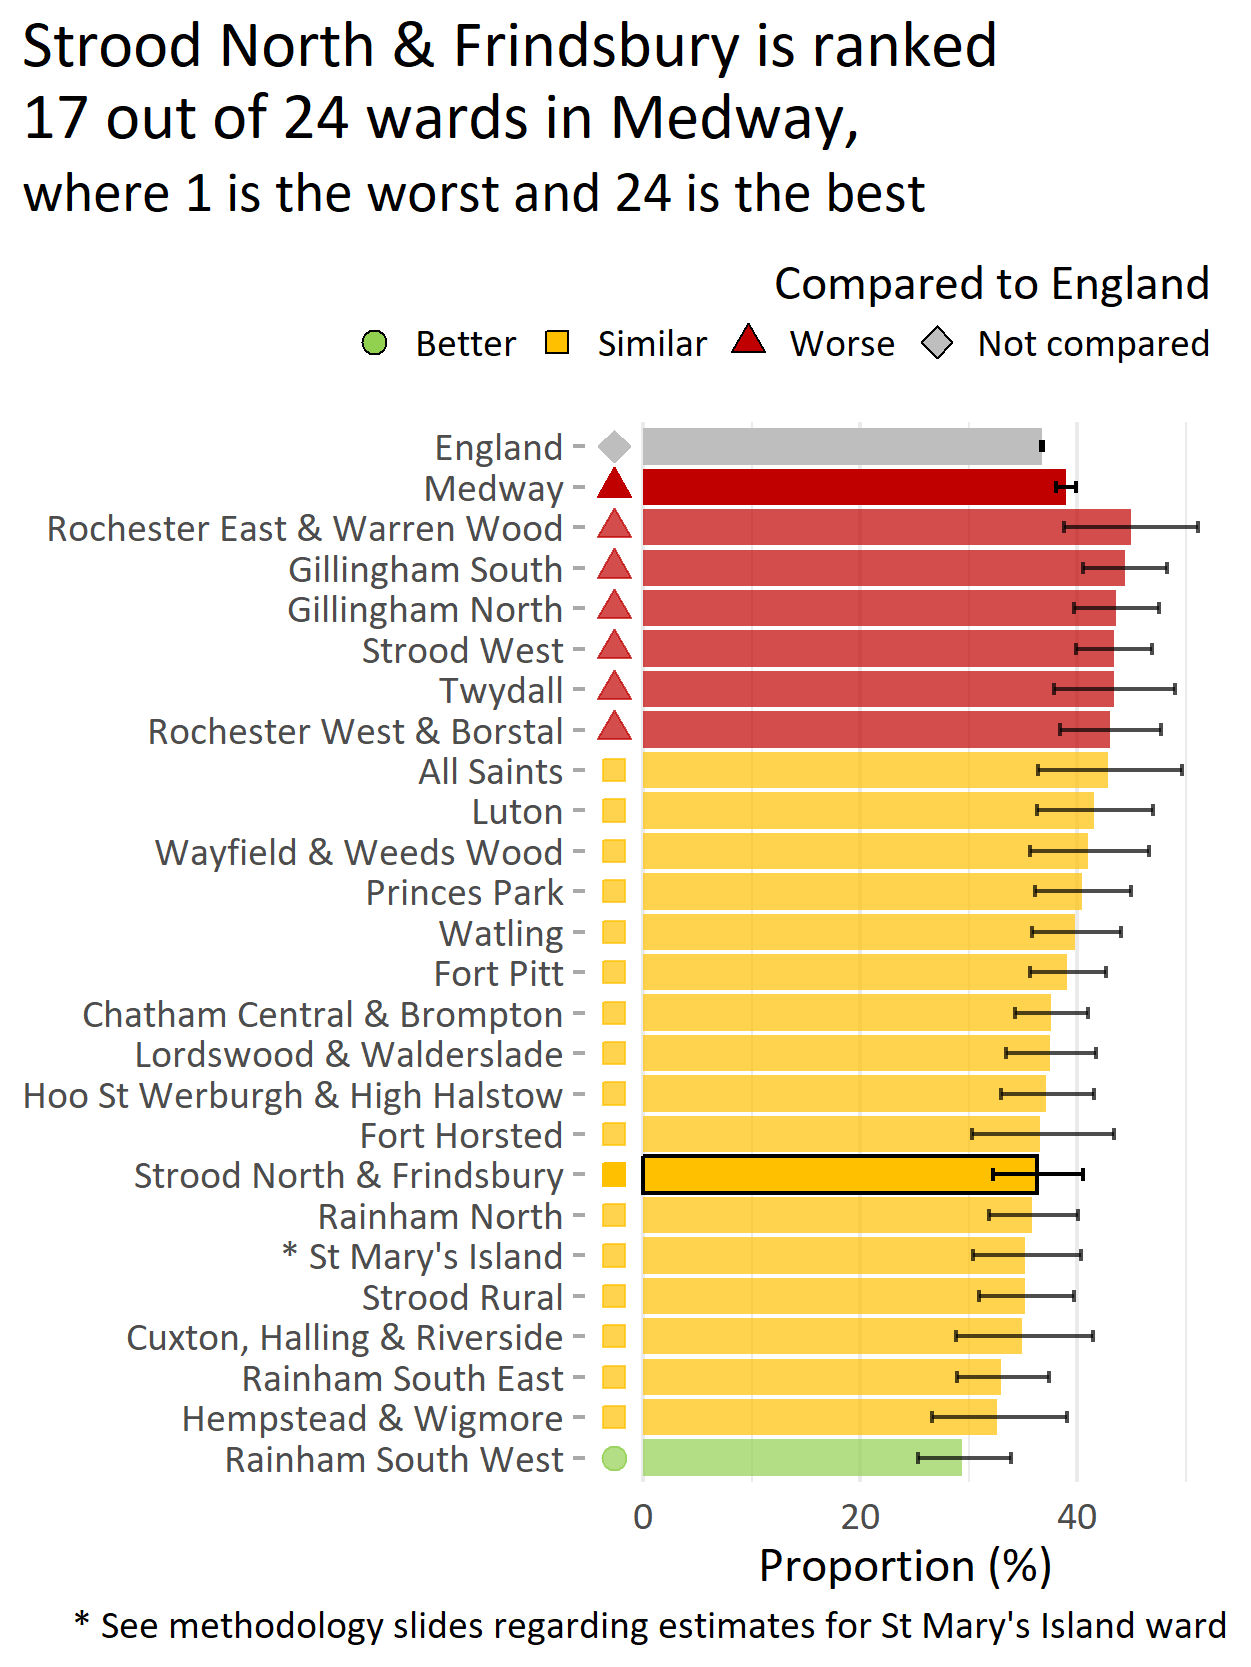 Strood North & Frindsbury is ranked
17 out of 24 wards in Medway,
where 1 is the worst and 24 is the best
Compared to England
Better Similar Worse Not compared
England
Medway
Rochester East & Warren Wood
Gillingham South
Gillingham North
Strood West
Twydall
Rochester West & Borstal
All Saints
Luton
Wayfield & Weeds Wood
Princes Park
Watling
Fort Pitt
Chatham Central & Brompton
Lordswood & Walderslade
Hoo St Werburgh & High Halstow
Fort Horsted
Strood North & Frindsbury
Rainham North
* St Mary's Island
Strood Rural
Cuxton, Halling & Riverside
Rainham South East
Hempstead & Wigmore
Rainham South West
0 20 40
Proportion (%)
* See methodology slides regarding estimates for St Mary's Island ward